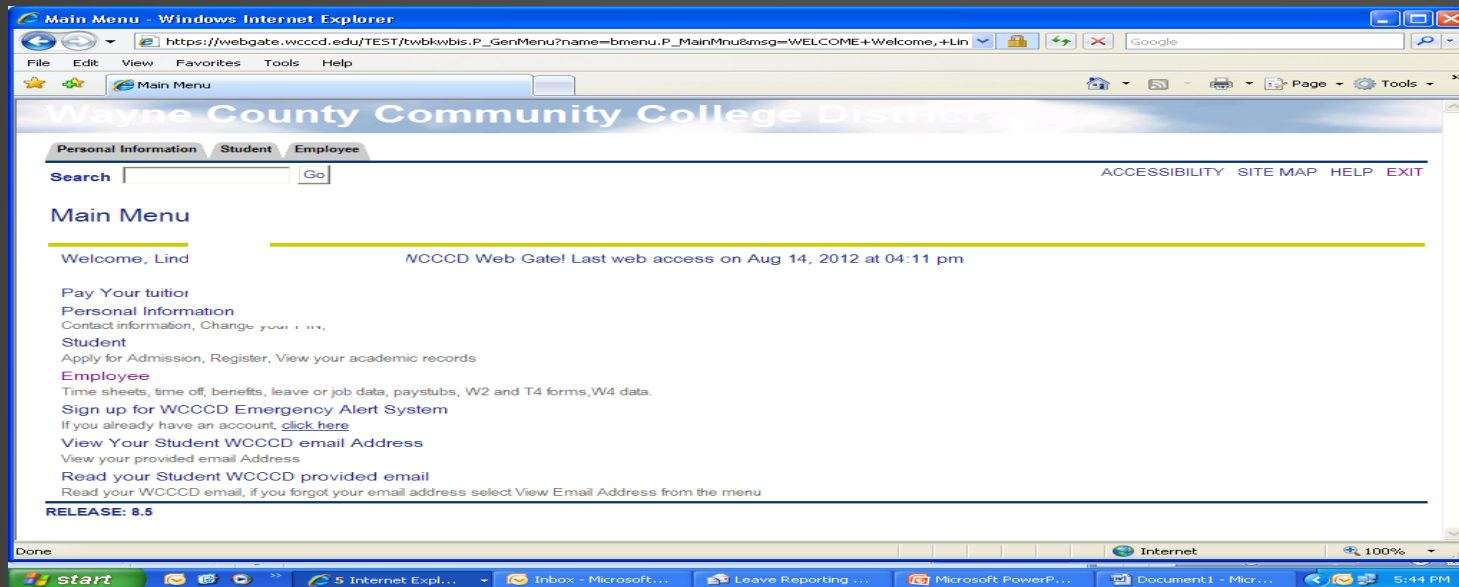 Main Menu - Windows Internet Explorer
https://webgate.wcccd.edu/TEST/twbkwbis.P_GenMenu?name=bmenu.P_MainMnu&msg=WELCOME+Welcome,+Lin
Google
File Edit View Favorites Tools Help
Main Menu
Page Tools
Wayne County Community College District
Personal Information Student Employee
Search Go
ACCESSIBILITY SITE MAP HELP EXIT
Main Menu
Welcome, Lind WCCCD Web Gate! Last web access on Aug 14, 2012 at 04:11 pm
Pay Your tuition
Personal Information
Contact information, Change your PIN,
Student
Apply for Admission, Register, View your academic records
Employee
Time sheets, time off, benefits, leave or job data, paystubs, W2 and T4 forms,W4 data.
Sign up for WCCCD Emergency Alert System
If you already have an account, click here
View Your Student WCCCD email Address
View your provided email Address
Read your Student WCCCD provided email
Read your WCCCD email, if you forgot your email address select View Email Address from the menu
RELEASE: 8.5
Done Internet 100%
start 5 Internet Expl... Inbox - Microsoft... Leave Reporting ... Microsoft PowerP... Document1 - Micr... 5:44 PM